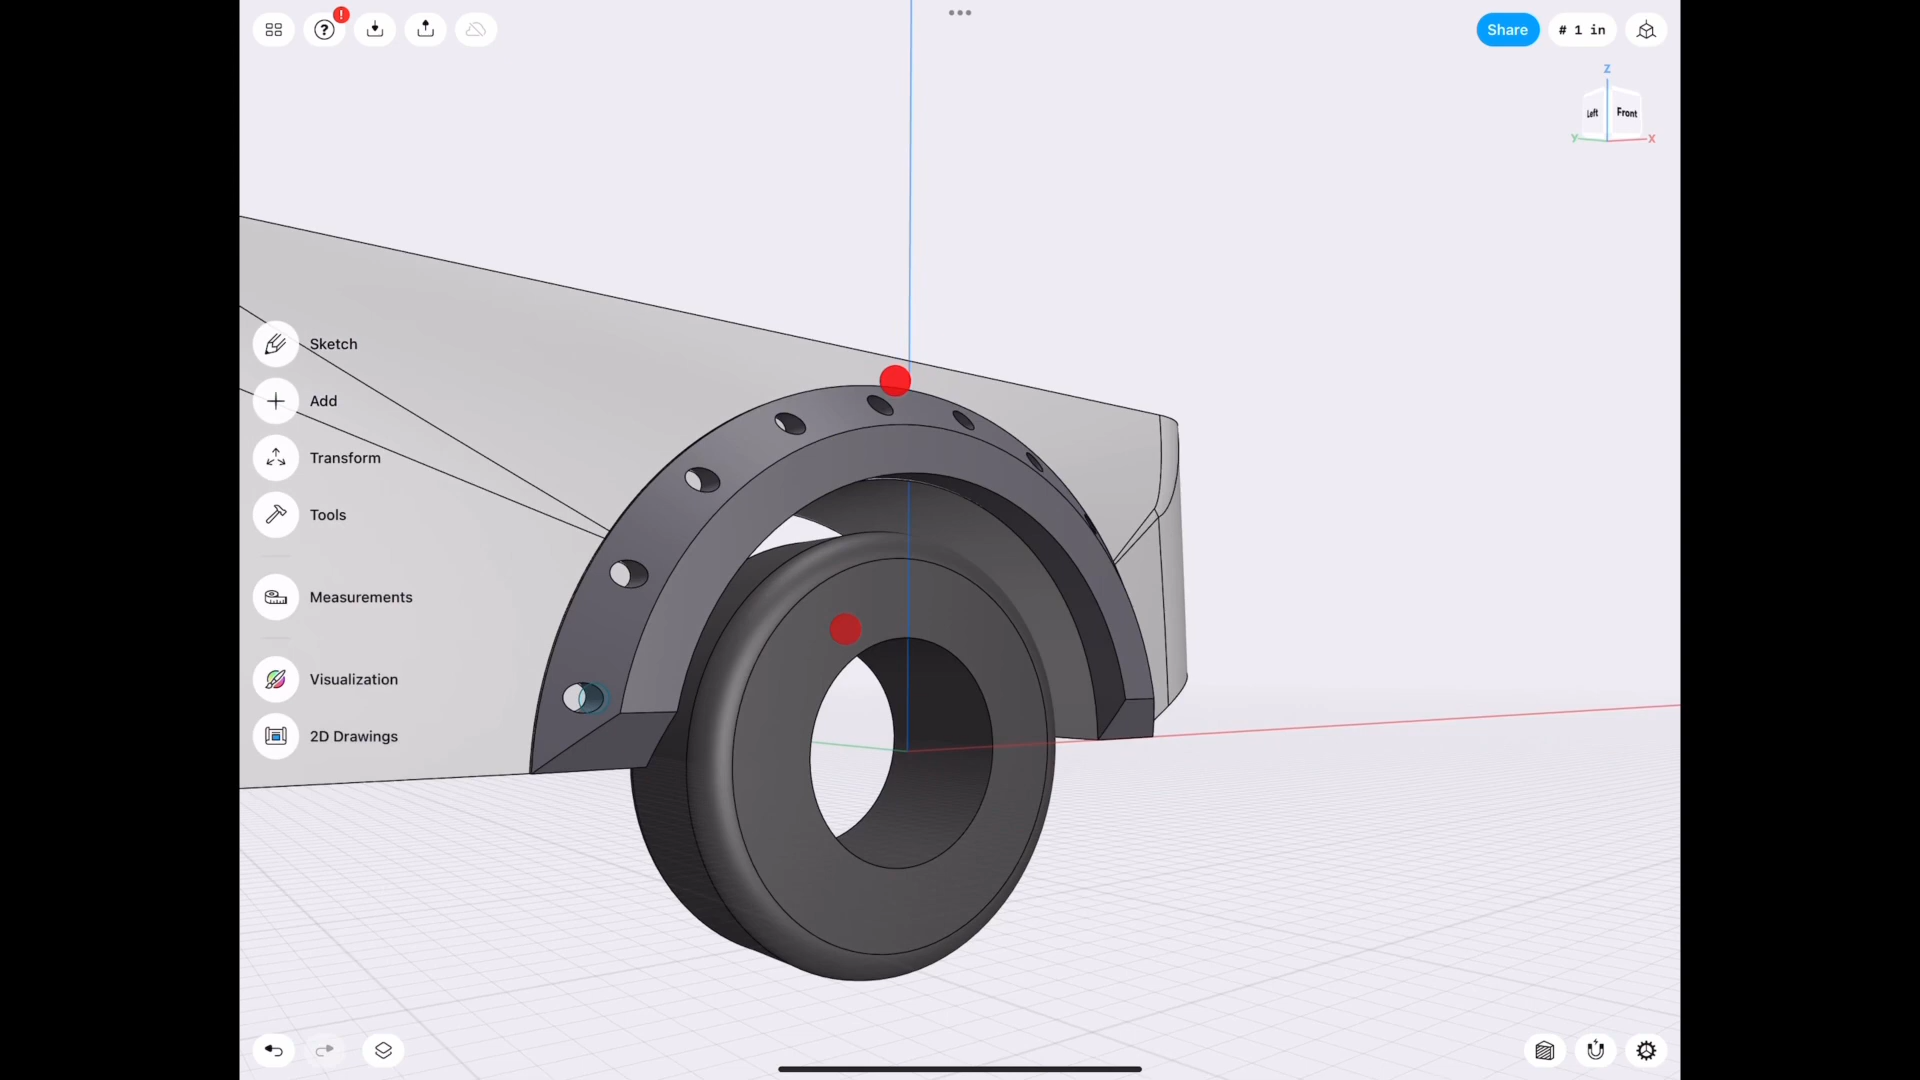 !
?
Share
# 1 in
Z
Left
Front
Y
X
Sketch
Add
Transform
Tools
Measurements
Visualization
2D Drawings